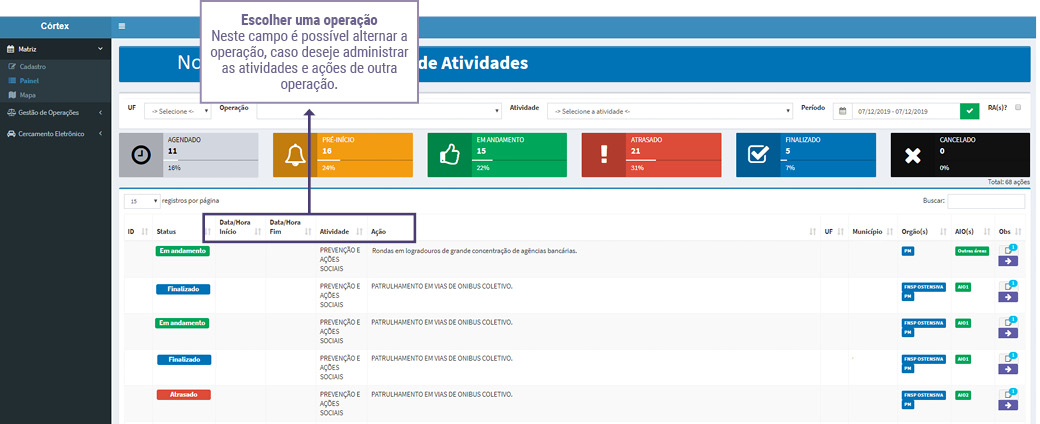 Córtex
Escolher uma operação
Neste campo é possível alternar a
operação, caso deseje administrar
as atividades e ações de outra
operação.
Matriz
Cadastro
Painel
Mapa
Gestão de Operações
Cercamento Eletrônico
No
de Atividades
UF -> Selecione <- Operação Atividade -> Selecione a atividade <- Período 07/12/2019 - 07/12/2019 RA(s)?
AGENDADO
11
16%
PRÉ-INÍCIO
16
24%
EM ANDAMENTO
15
22%
ATRASADO
21
31%
FINALIZADO
5
7%
CANCELADO
0
0%
Total: 68 ações
15 registros por página Buscar:
ID Status Data/Hora Início Data/Hora Fim Atividade Ação UF Município Orgão(s) AIO(s) Obs
Em andamento PREVENÇÃO E AÇÕES SOCIAIS Rondas em logradouros de grande concentração de agências bancárias. PM Outras áreas 1
Finalizado PREVENÇÃO E AÇÕES SOCIAIS PATRULHAMENTO EM VIAS DE ONIBUS COLETIVO. FNSP OSTENSIVA PM AIO1 1
Em andamento PREVENÇÃO E AÇÕES SOCIAIS PATRULHAMENTO EM VIAS DE ONIBUS COLETIVO. FNSP OSTENSIVA PM AIO1 1
Finalizado PREVENÇÃO E AÇÕES SOCIAIS PATRULHAMENTO EM VIAS DE ONIBUS COLETIVO. FNSP OSTENSIVA PM AIO1 1
Atrasado PREVENÇÃO E AÇÕES SOCIAIS PATRULHAMENTO EM VIAS DE ONIBUS COLETIVO. FNSP OSTENSIVA PM AIO2 1